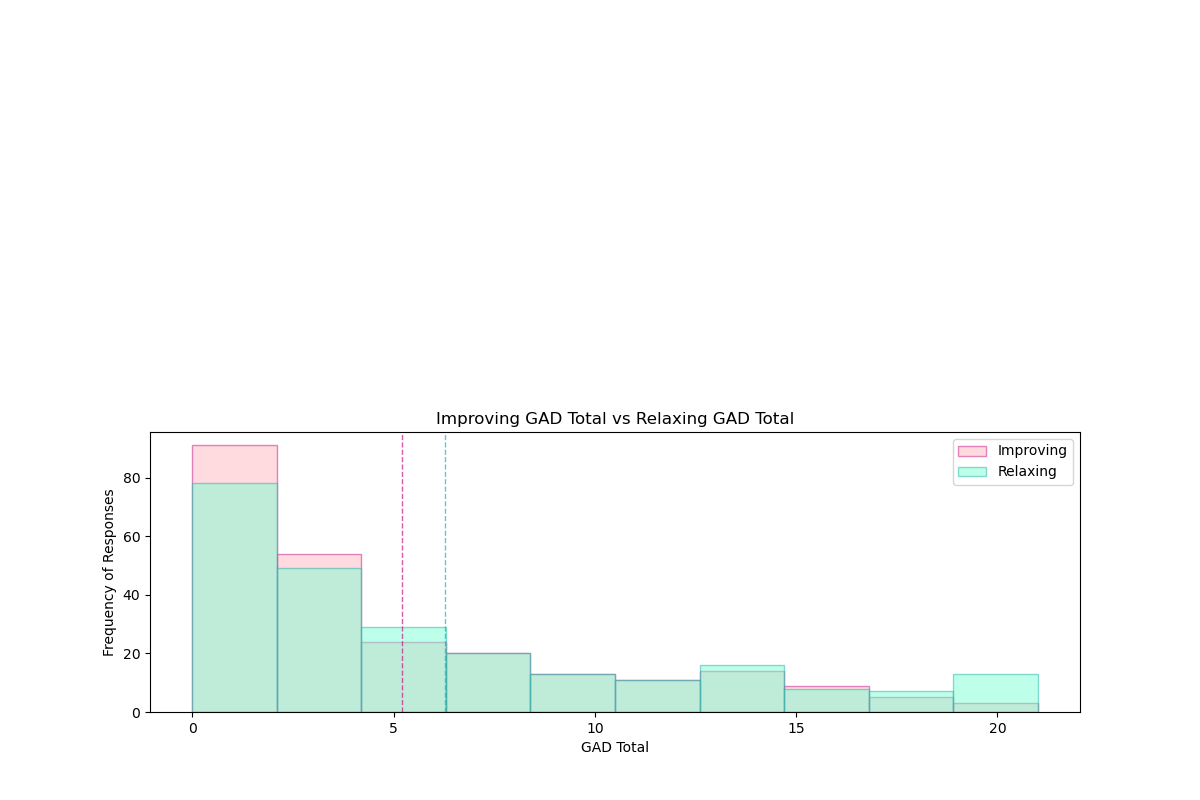 Improving GAD Total vs Relaxing GAD Total
Improving
Relaxing
Frequency of Responses
80
60
40
20
0
0 5 10 15 20
GAD Total